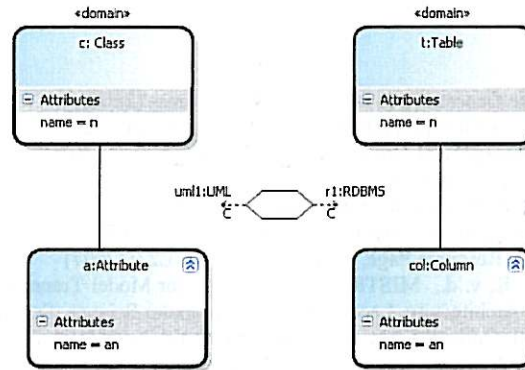 «domain»
c: Class
Attributes
name = n
«domain»
t:Table
Attributes
name = n
uml1:UML
C
r1:RDBMS
C
a:Attribute
Attributes
name = an
col:Column
Attributes
name = an